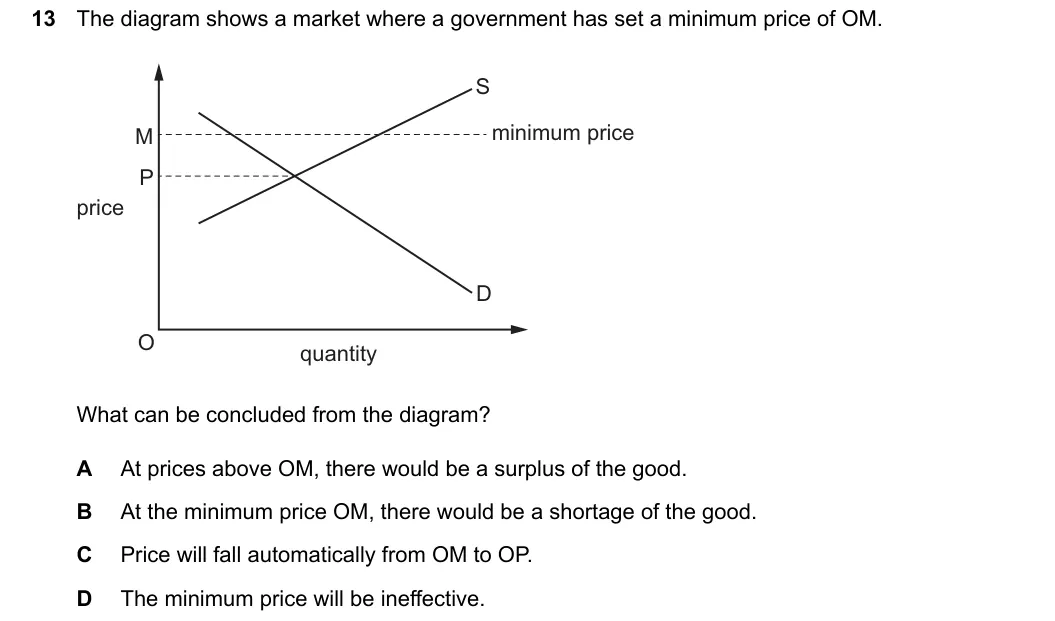 13 The diagram shows a market where a government has set a minimum price of OM.
S
M
minimum price
P
price
D
O
quantity
What can be concluded from the diagram?
A At prices above OM, there would be a surplus of the good.
B At the minimum price OM, there would be a shortage of the good.
C Price will fall automatically from OM to OP.
D The minimum price will be ineffective.